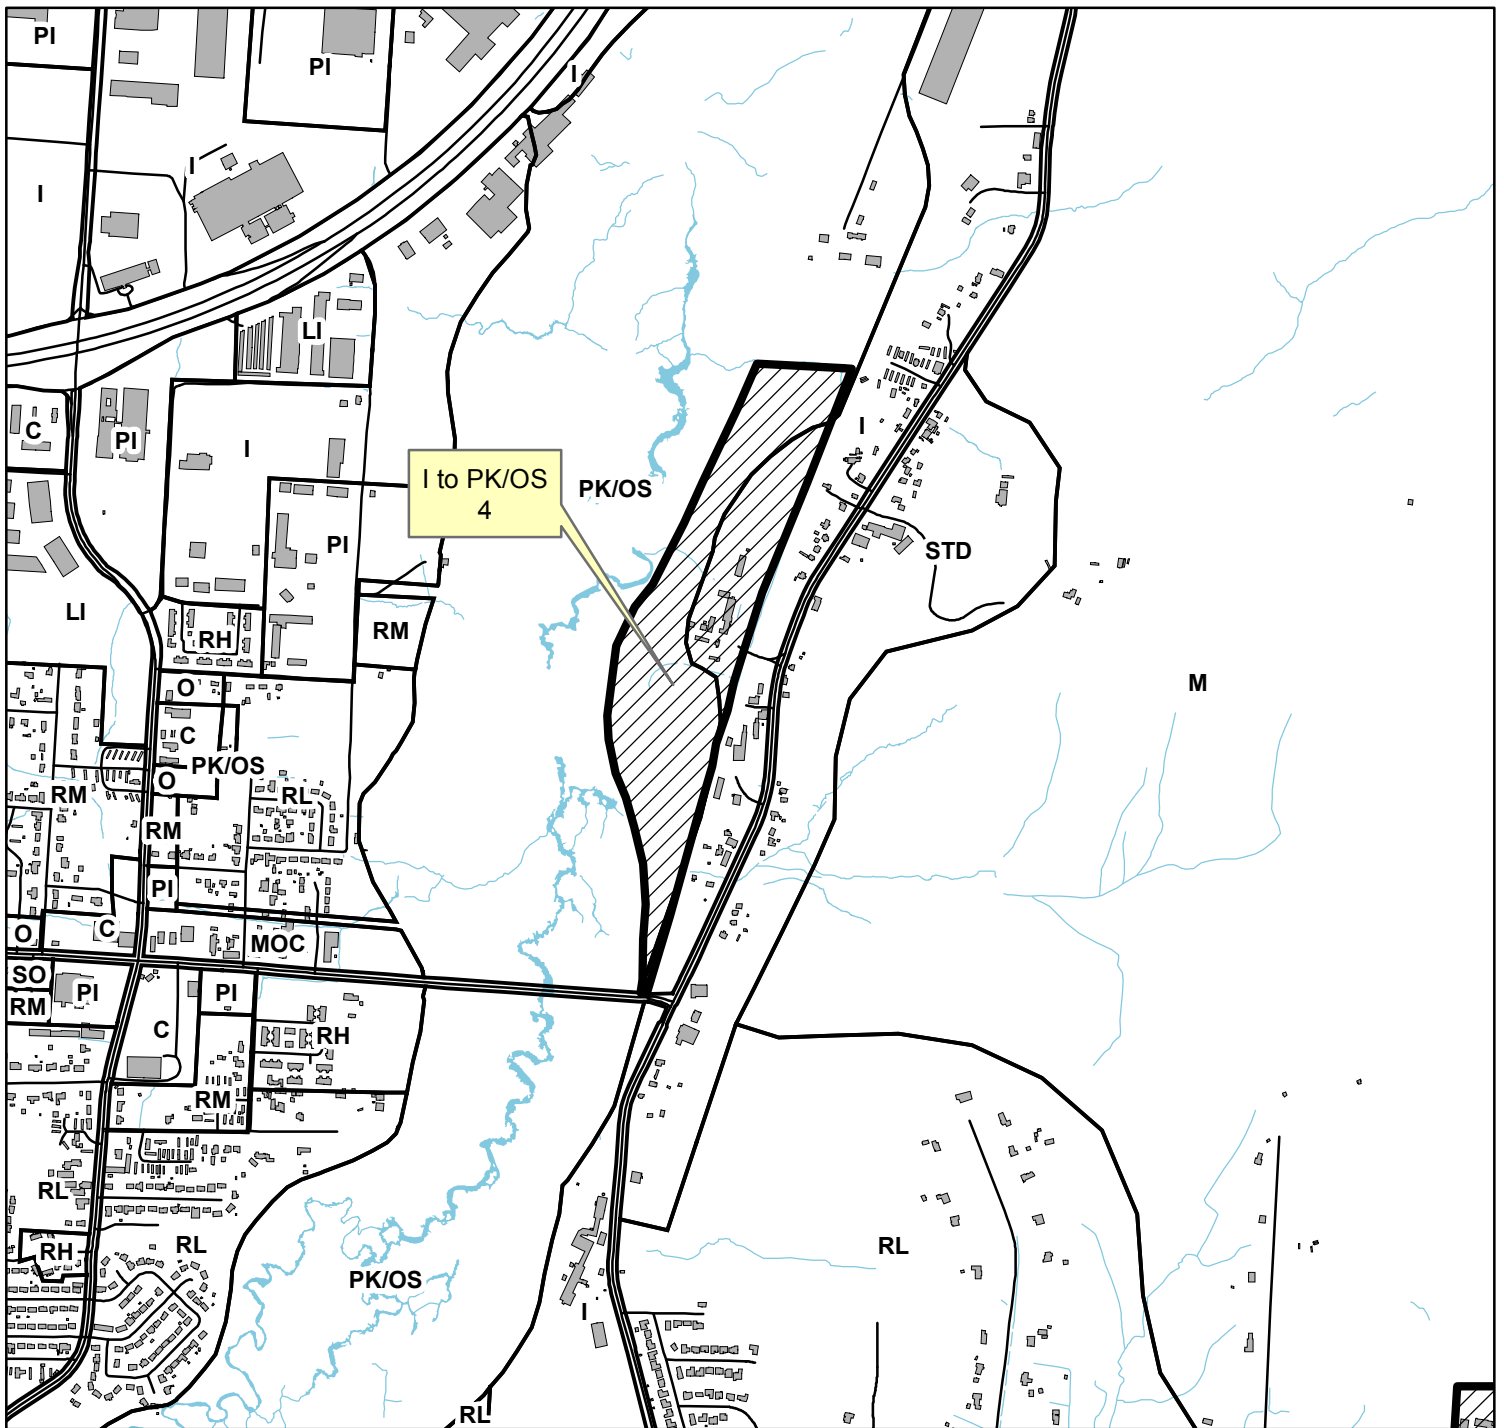 PI
PI
I
I
I
LI
C
PI
I
I
I to PK/OS
4
PK/OS
PI
STD
LI
RH
RM
O
M
C
PK/OS
O
RM
RL
RM
PI
C
O
MOC
SO
PI
PI
RM
C
RH
RM
RL
RL
RH
RL
PK/OS
I
RL